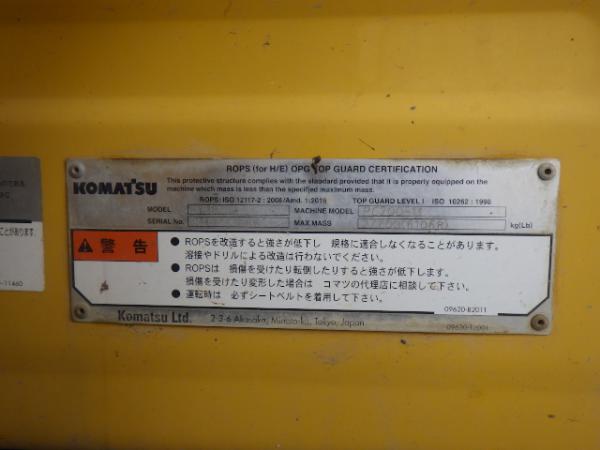 ROPS (for H/E) OPG TOP GUARD CERTIFICATION
KOMATSU
This protective structure complies with the standard provided that it is properly equipped on the
machine which mass is less than the specified maximum mass.
ROPS: ISO 12117-2 : 2008/Amd. 1:2016 TOP GUARD LEVEL I ISO 10262 : 1998
MODEL MACHINE MODEL
SERIAL No. MAX MASS kg(Lb)
警告
● ROPSを改造すると強さが低下し 規格に適合しなくなることがあります。
溶接やドリルによる改造は行わないでください。
● ROPSは 損傷を受けたり転倒したりすると強さが低下します。
損傷を受けたり変形した場合は コマツの代理店に相談して下さい。
● 運転時は 必ずシートベルトを着用して下さい。
09620-B2011
Komatsu Ltd. 2-3-6 Akasaka, Minato-ku, Tokyo, Japan
ことがあります
-11460